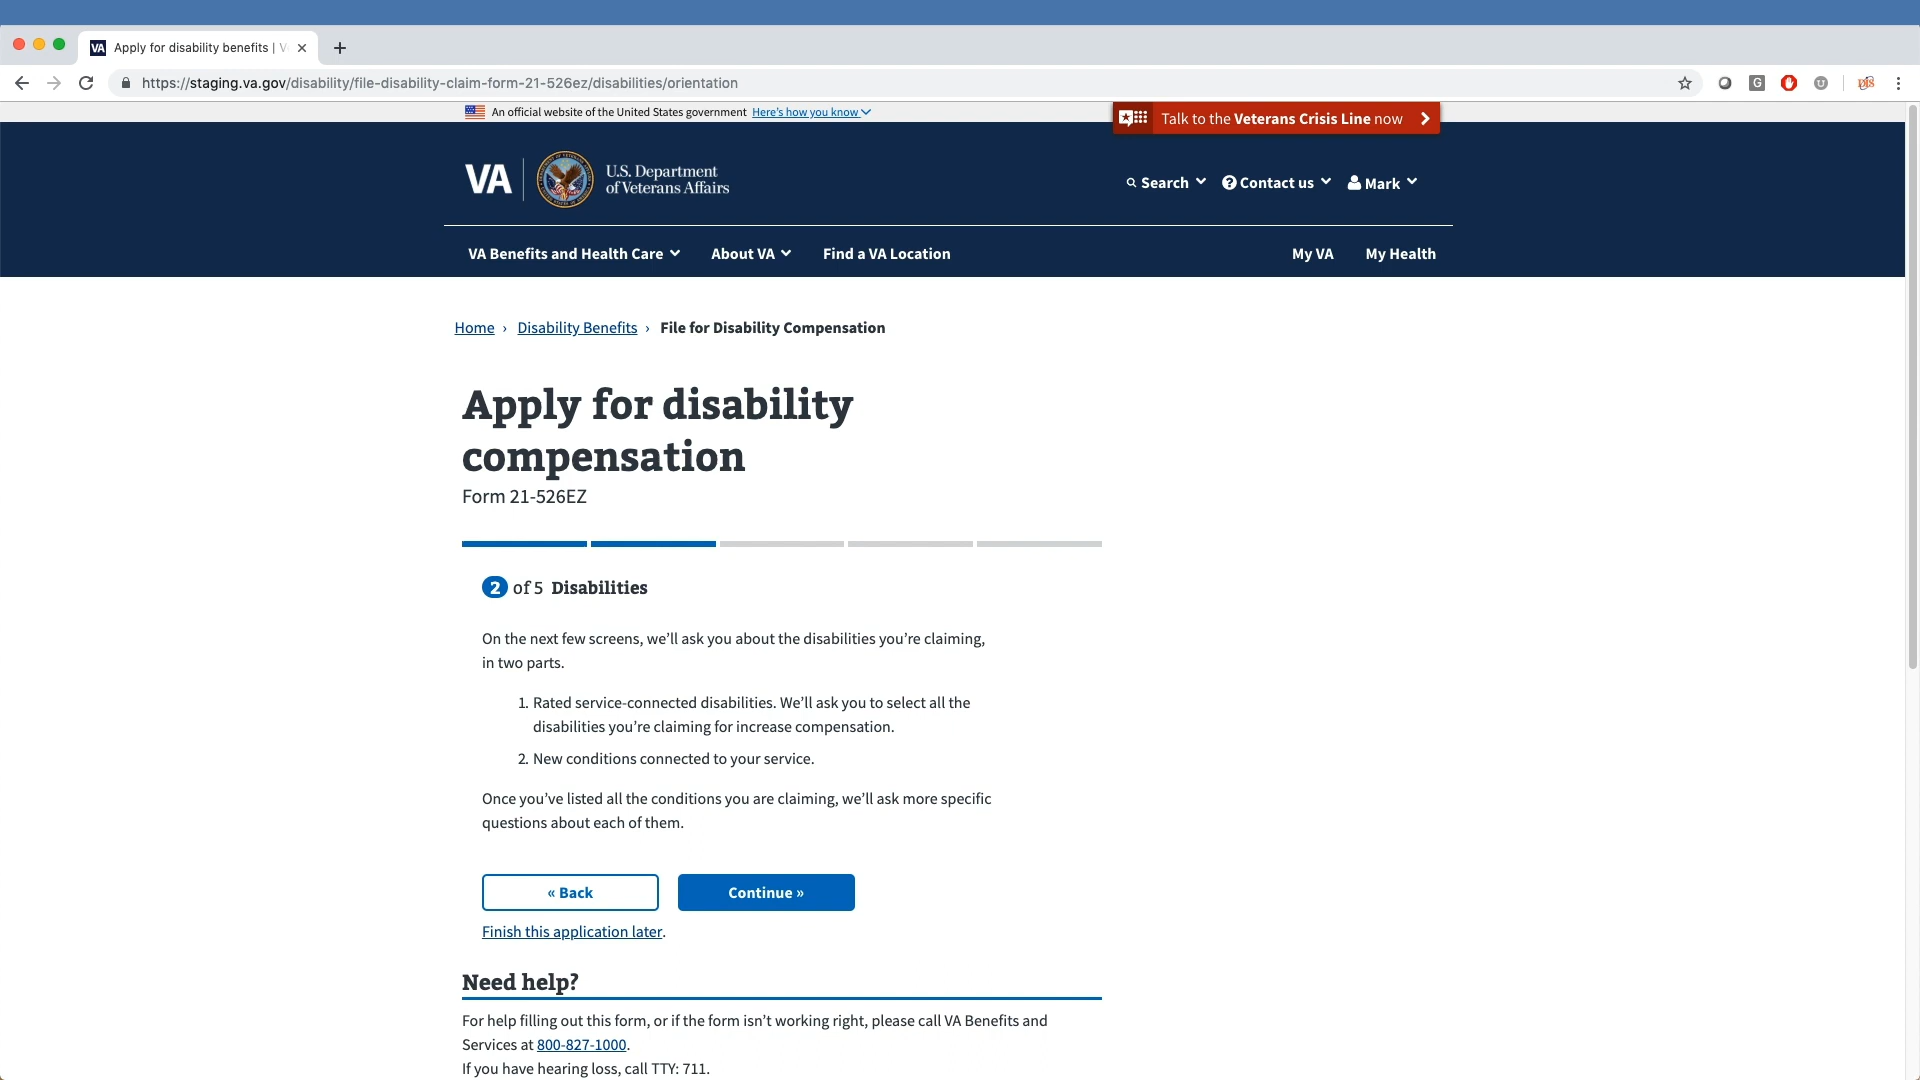 VA Apply for disability benefits | V
https://staging.va.gov/disability/file-disability-claim-form-21-526ez/disabilities/orientation
An official website of the United States government Here's how you know
Talk to the Veterans Crisis Line now
VA U.S. Department
of Veterans Affairs
Search Contact us Mark
VA Benefits and Health Care About VA Find a VA Location My VA My Health
Home › Disability Benefits › File for Disability Compensation
Apply for disability
compensation
Form 21-526EZ
2 of 5 Disabilities
On the next few screens, we’ll ask you about the disabilities you’re claiming,
in two parts.
1. Rated service-connected disabilities. We’ll ask you to select all the
disabilities you’re claiming for increase compensation.
2. New conditions connected to your service.
Once you’ve listed all the conditions you are claiming, we’ll ask more specific
questions about each of them.
« Back Continue »
Finish this application later.
Need help?
For help filling out this form, or if the form isn’t working right, please call VA Benefits and
Services at 800-827-1000.
If you have hearing loss, call TTY: 711.